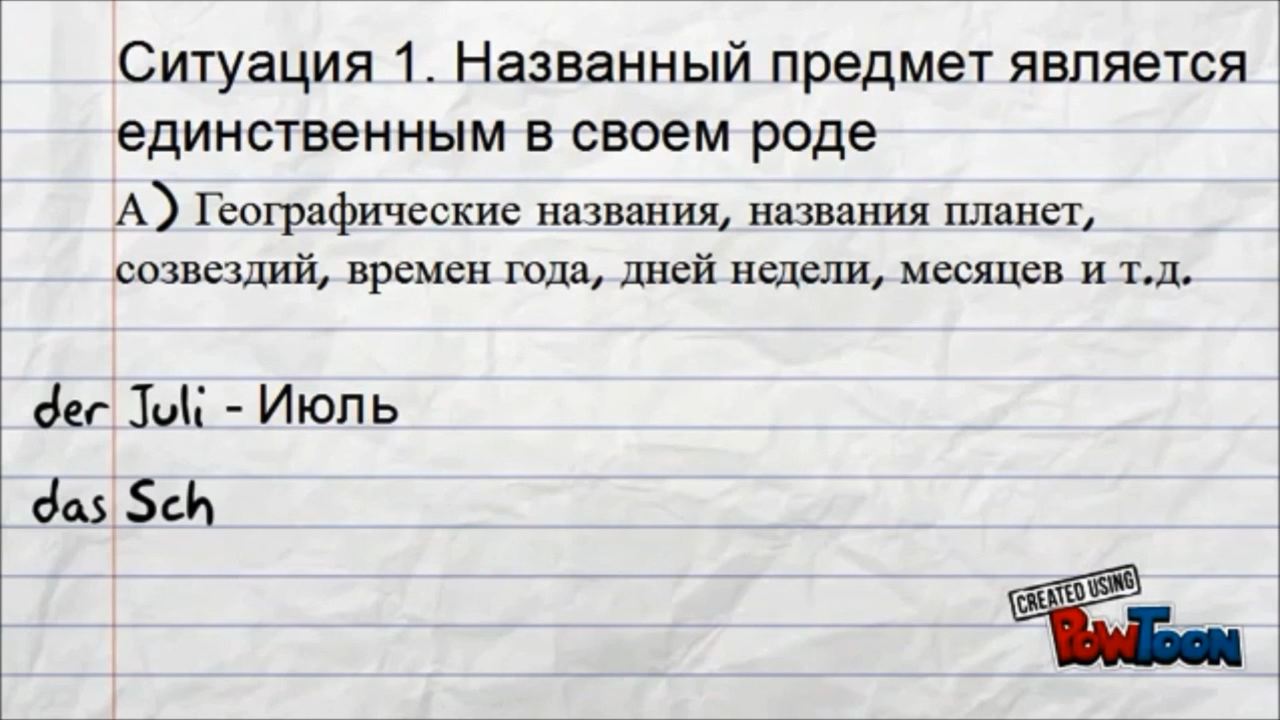 Ситуация 1. Названный предмет является
единственным в своем роде
А) Географические названия, названия планет,
созвездий, времен года, дней недели, месяцев и т.д.
der Juli - Июль
das Sch
CREATED USING
POWTOON